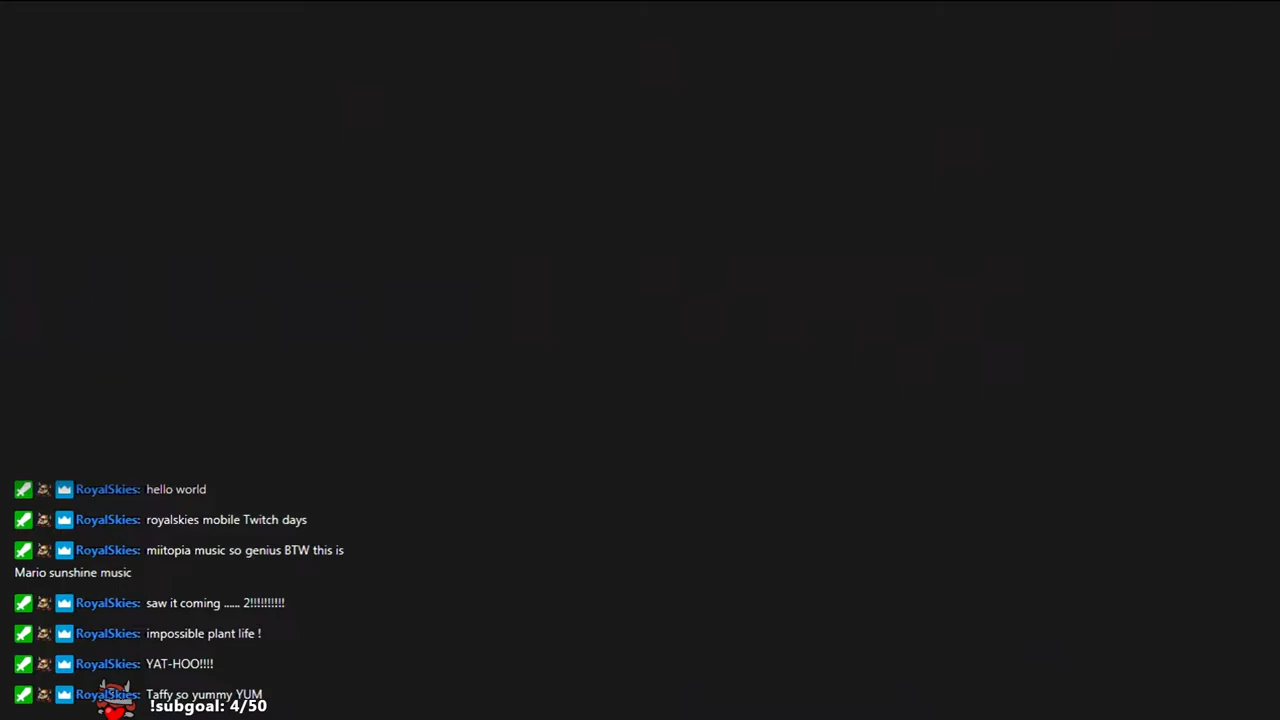 RoyalSkies: hello world
RoyalSkies: royalskies mobile Twitch days
RoyalSkies: miitopia music so genius BTW this is
Mario sunshine music
RoyalSkies: saw it coming ...... 2!!!!!!!!!!
RoyalSkies: impossible plant life !
RoyalSkies: YAT-HOO!!!!
RoyalSkies: Taffy so yummy YUM
!subgoal: 4/50